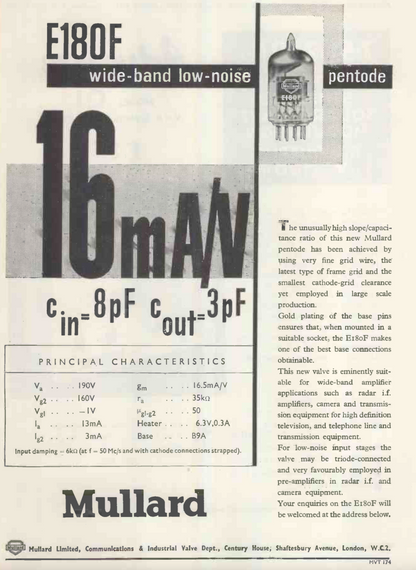 E180F
wide-band low-noise pentode
16mA/V
c in = 8pF c out = 3pF
PRINCIPAL CHARACTERISTICS
Va .... 190V
Vg2 .... 160V
Vg1 .... —1V
Ia .... 13mA
Ig2 .... 3mA
gm .... 16.5mA/V
ra .... 35kΩ
μg1-g2 .... 50
Heater .... 6.3V,0.3A
Base .... B9A
Input damping — 6kΩ (at f — 50 Mc/s and with cathode connections strapped).
The unusually high slope/capaci-
tance ratio of this new Mullard
pentode has been achieved by
using very fine grid wire, the
latest type of frame grid and the
smallest cathode-grid clearance
yet employed in large scale
production.
Gold plating of the base pins
ensures that, when mounted in a
suitable socket, the E180F makes
one of the best base connections
obtainable.
This new valve is eminently suit-
able for wide-band amplifier
applications such as radar i.f.
amplifiers, camera and transmis-
sion equipment for high definition
television, and telephone line and
transmission equipment.
For low-noise input stages the
valve may be triode-connected
and very favourably employed in
pre-amplifiers in radar i.f. and
camera equipment.
Your enquiries on the E180F will
be welcomed at the address below.
Mullard
Mullard Limited, Communications & Industrial Valve Dept., Century House, Shaftesbury Avenue, London, W.C.2.
MVT 174